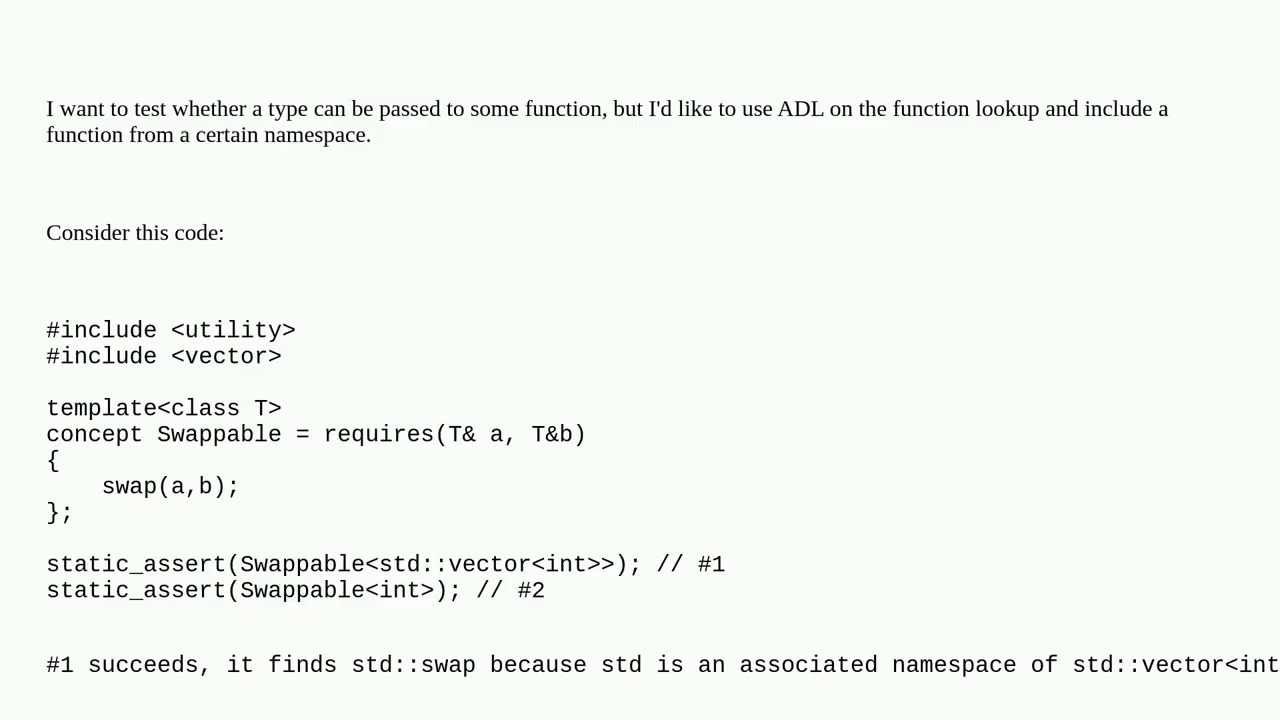 I want to test whether a type can be passed to some function, but I'd like to use ADL on the function lookup and include a
function from a certain namespace.
Consider this code:
#include <utility>
#include <vector>
template<class T>
concept Swappable = requires(T& a, T&b)
{
    swap(a,b);
};
static_assert(Swappable<std::vector<int>>); // #1
static_assert(Swappable<int>); // #2
#1 succeeds, it finds std::swap because std is an associated namespace of std::vector<int